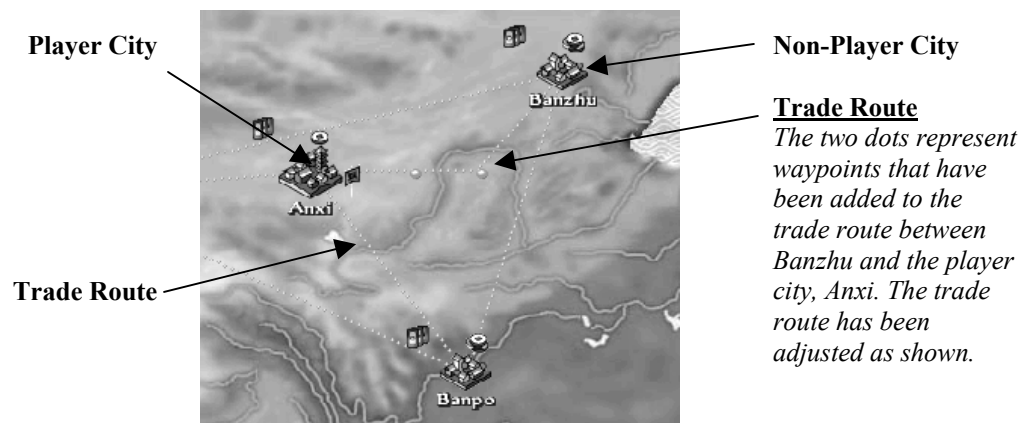 Player City
Trade Route
Banzhu
Anxi
Banpo
Non-Player City
Trade Route
The two dots represent
waypoints that have
been added to the
trade route between
Banzhu and the player
city, Anxi. The trade
route has been
adjusted as shown.